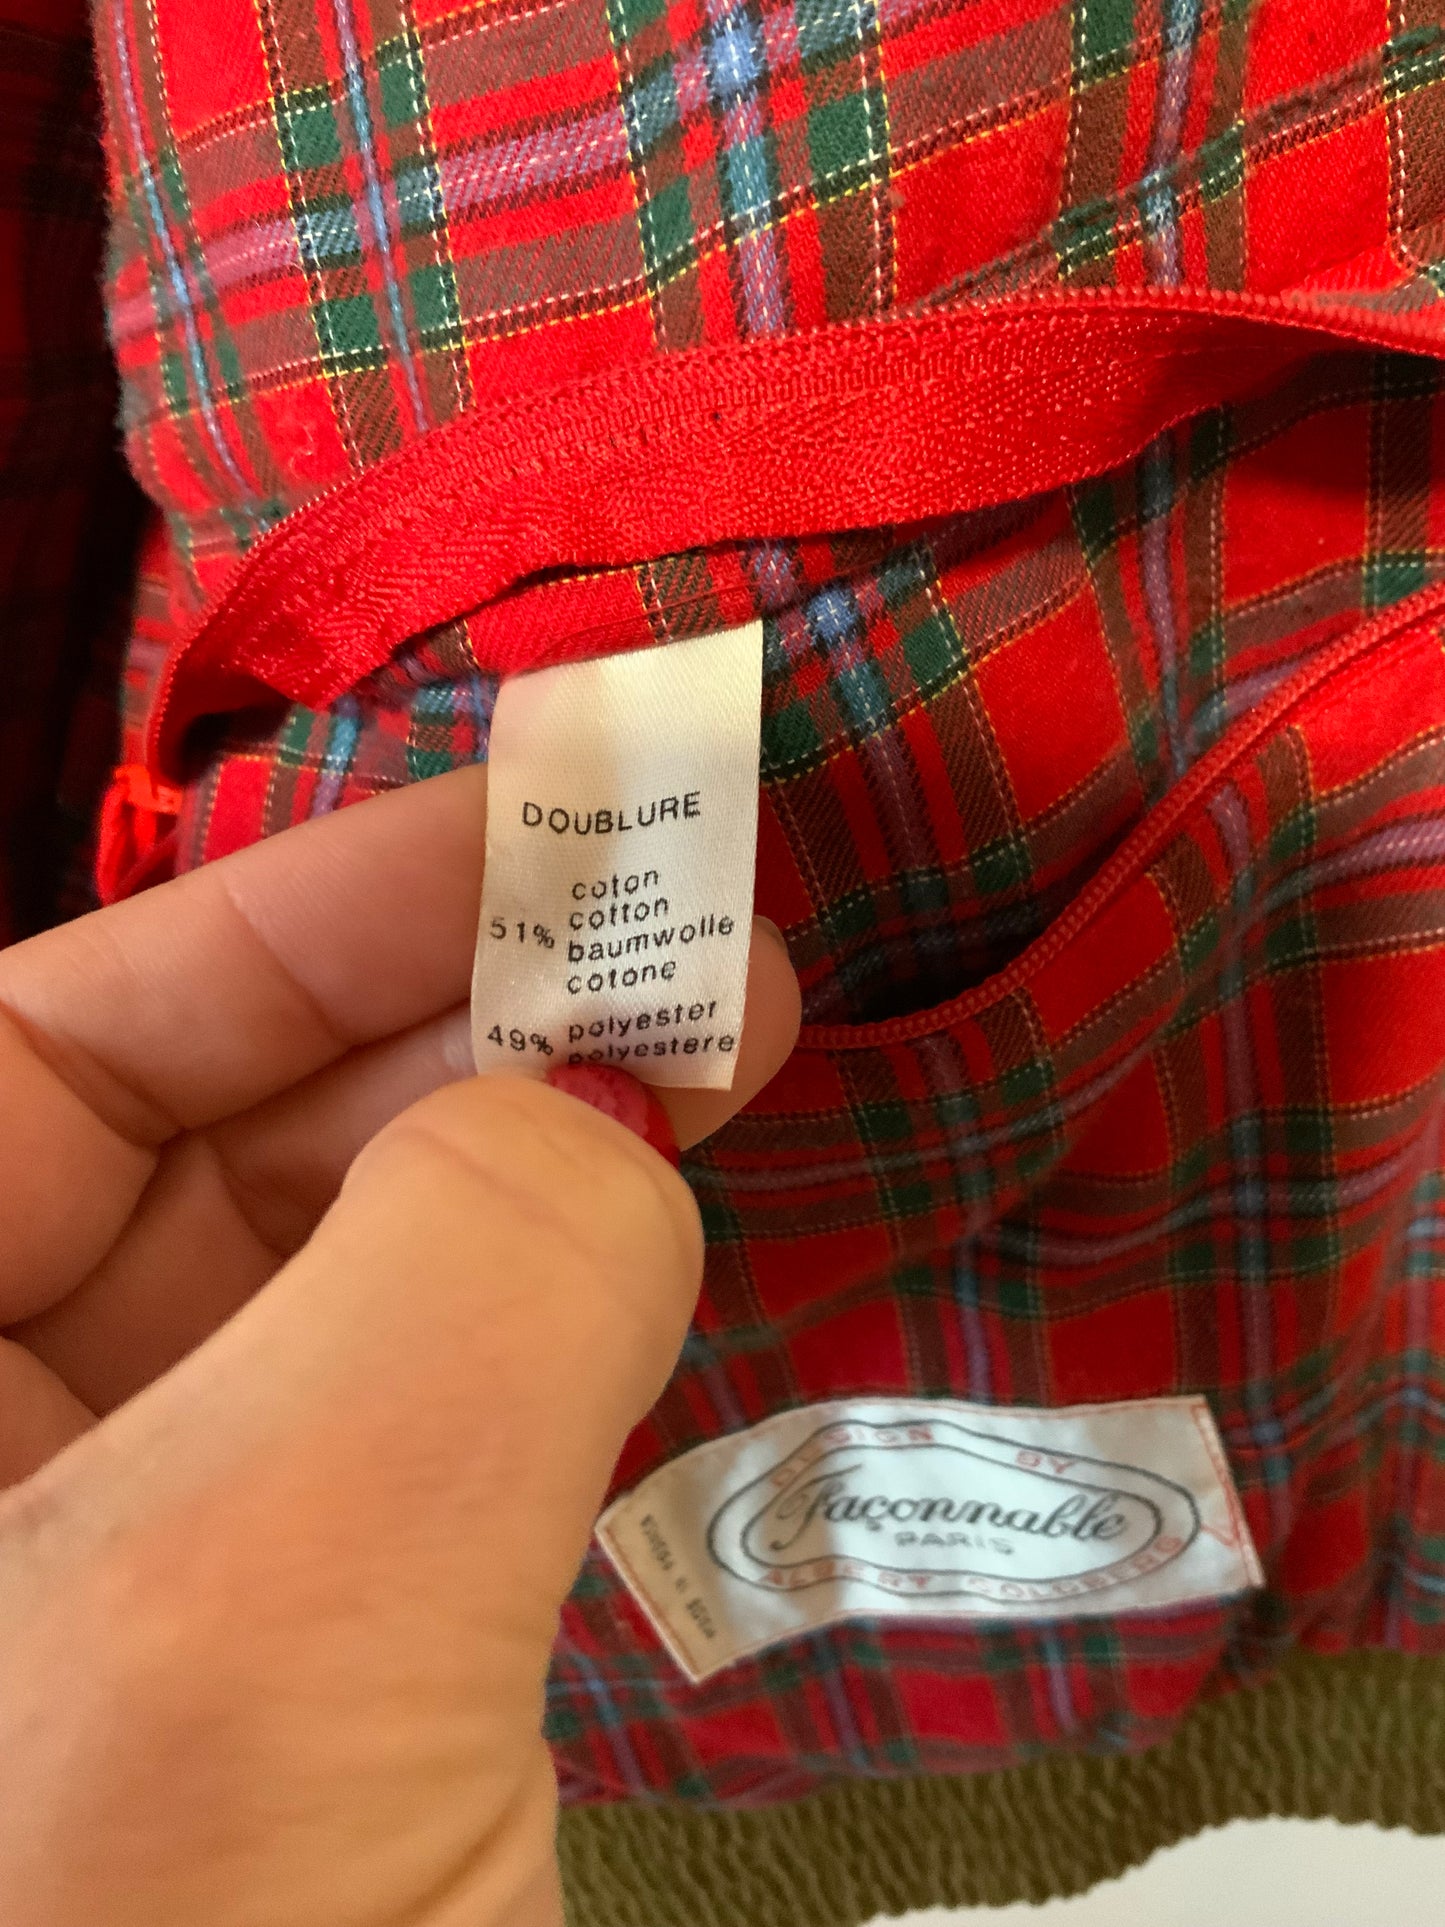 DOUBLURE
coton
51% cotton
baumwolle
cotone
49% polyester
polyestere
DESIGN BY
Façonnable
PARIS
ALBERT GOLDBERG